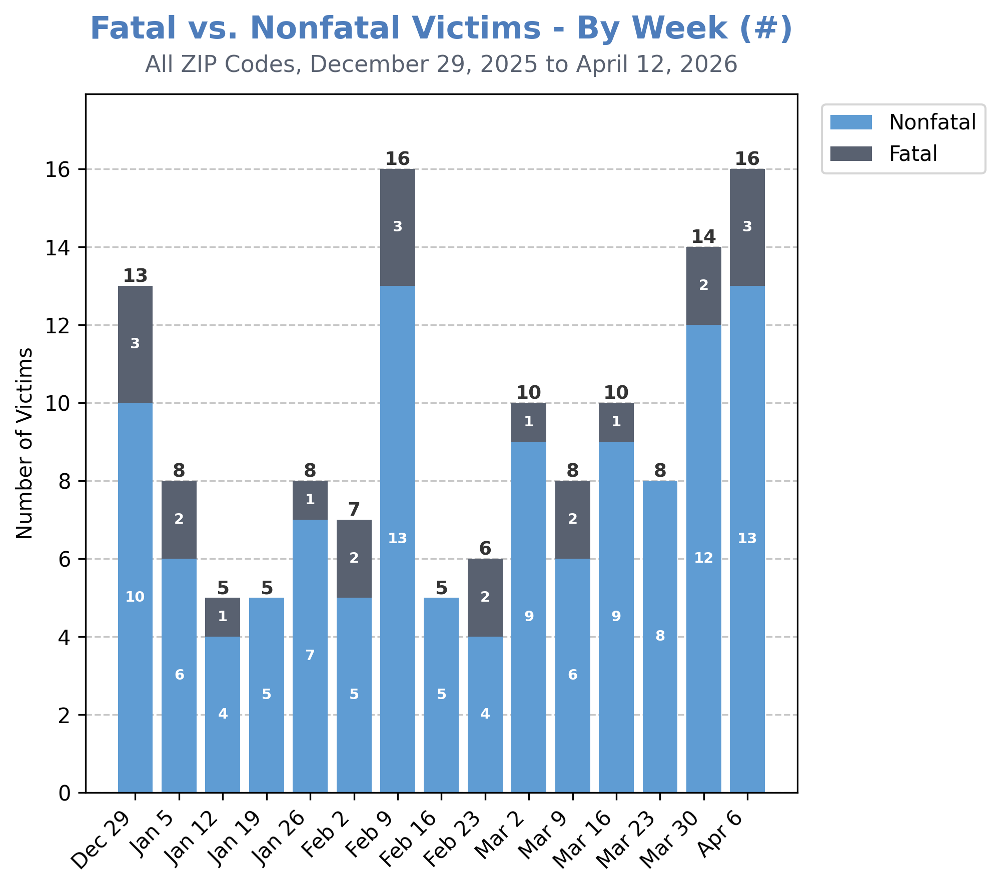 Fatal vs. Nonfatal Victims - By Week (#)
All ZIP Codes, December 29, 2025 to April 12, 2026
Nonfatal
Fatal
Number of Victims
16
14
12
10
8
6
4
2
0
13 8 5 5 8 7 16 5 6 10 8 10 8 14 16
3 2 1 1 2 3 2 1 2 1 2 3
10 6 4 5 7 5 13 5 4 9 6 9 8 12 13
Dec 29
Jan 5
Jan 12
Jan 19
Jan 26
Feb 2
Feb 9
Feb 16
Feb 23
Mar 2
Mar 9
Mar 16
Mar 23
Mar 30
Apr 6